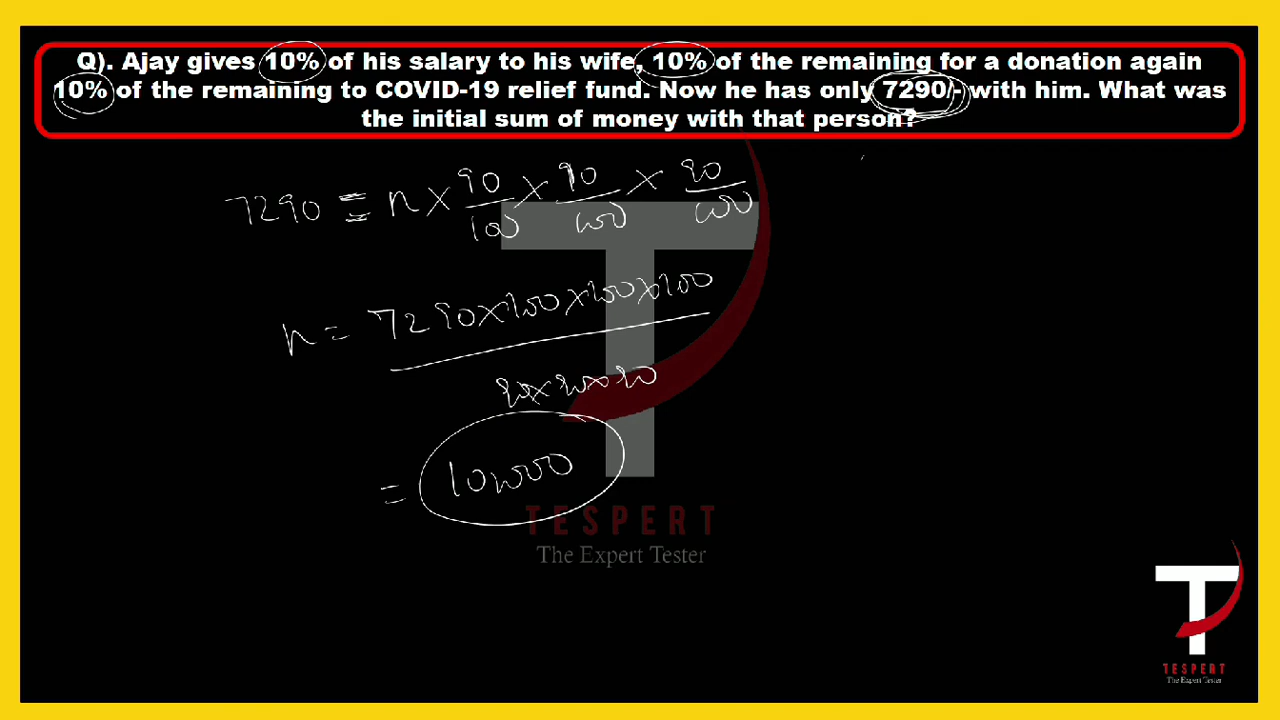 Q). Ajay gives 10% of his salary to his wife, 10% of the remaining for a donation again
10% of the remaining to COVID-19 relief fund. Now he has only 7290/- with him. What was
the initial sum of money with that person?
7290 = n × 90/100 × 90/100 × 90/100
n = 7290×100×100×100
90×90×90
= 10,000
TESPERT
The Expert Tester
TESPERT
The Expert Tester